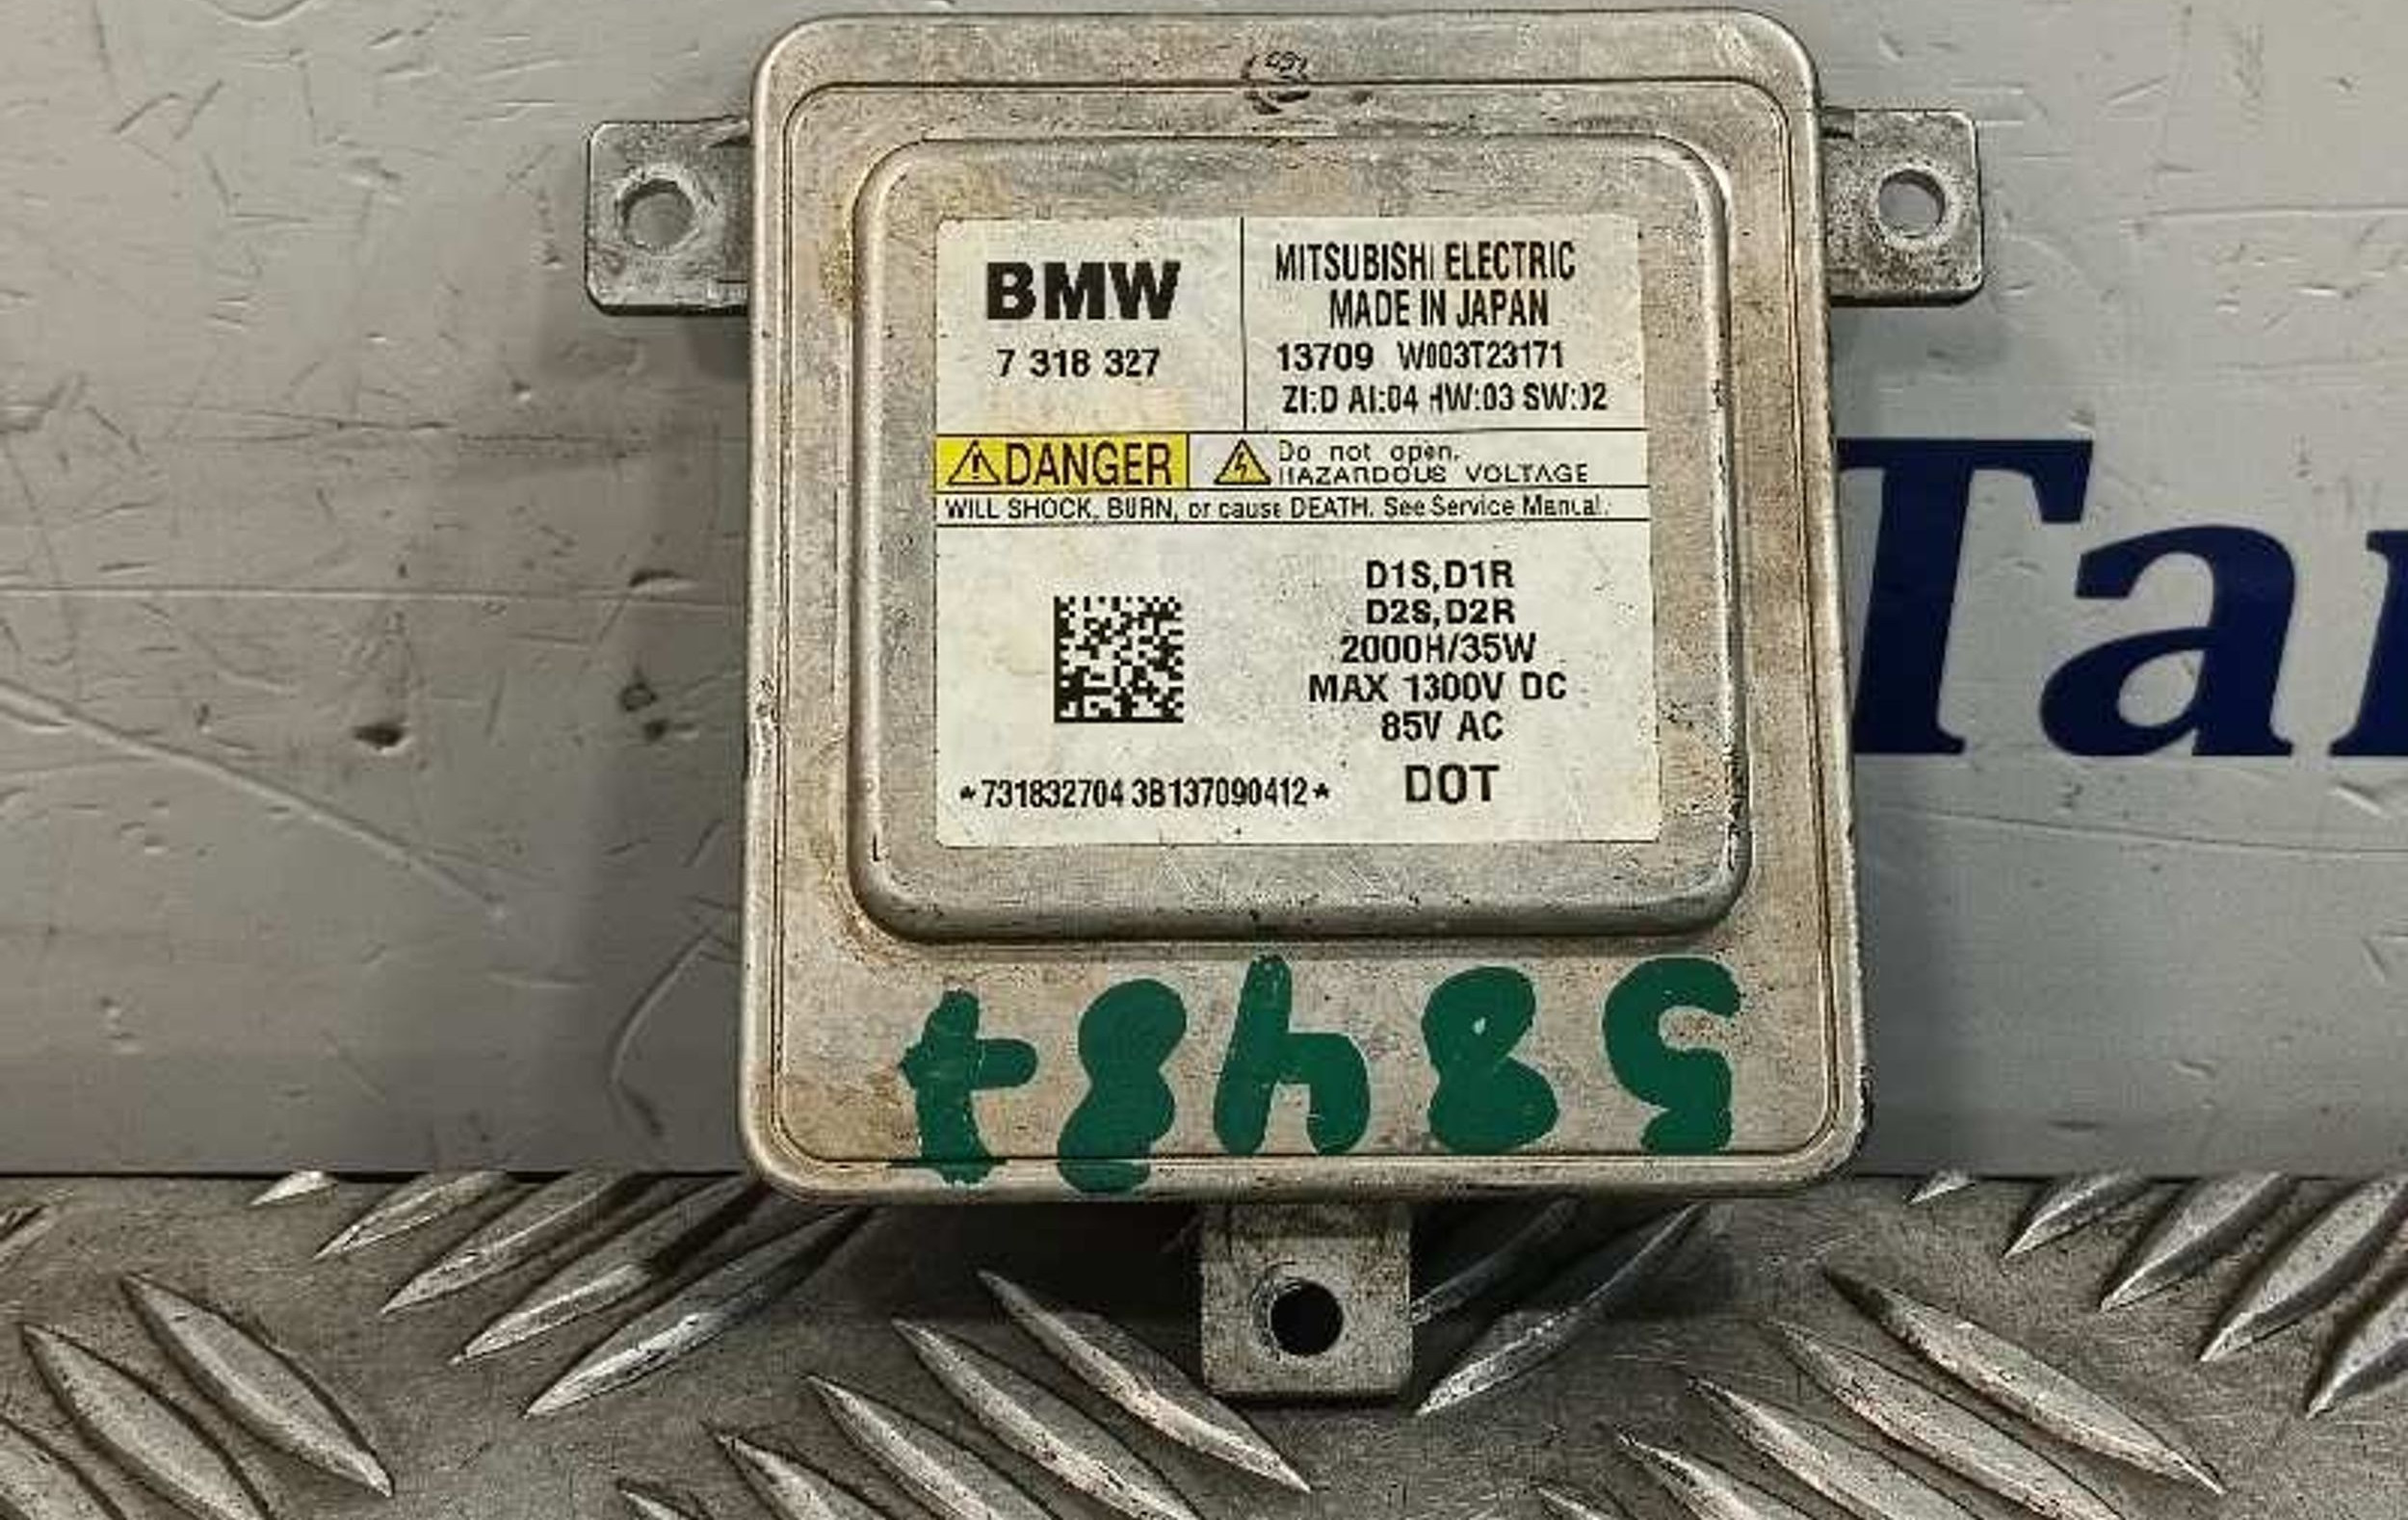 BMW
7 318 327
MITSUBISHI ELECTRIC
MADE IN JAPAN
13709 W003T23171
ZI:D AI:04 HW:03 SW:02
DANGER
Do not open.
HAZARDOUS VOLTAGE
WILL SHOCK, BURN, or cause DEATH. See Service Manual.
D1S,D1R
D2S,D2R
2000H/35W
MAX 1300V DC
85V AC
*731832704 3B137090412*
DOT
58487